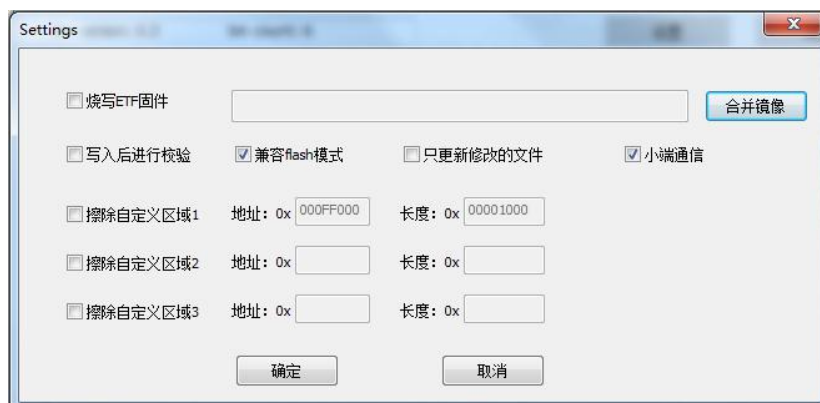 Settings
烧写ETF固件
合并镜像
写入后进行校验 兼容flash模式 只更新修改的文件 小端通信
擦除自定义区域1 地址：0x 000FF000 长度：0x 00001000
擦除自定义区域2 地址：0x 长度：0x
擦除自定义区域3 地址：0x 长度：0x
确定 取消